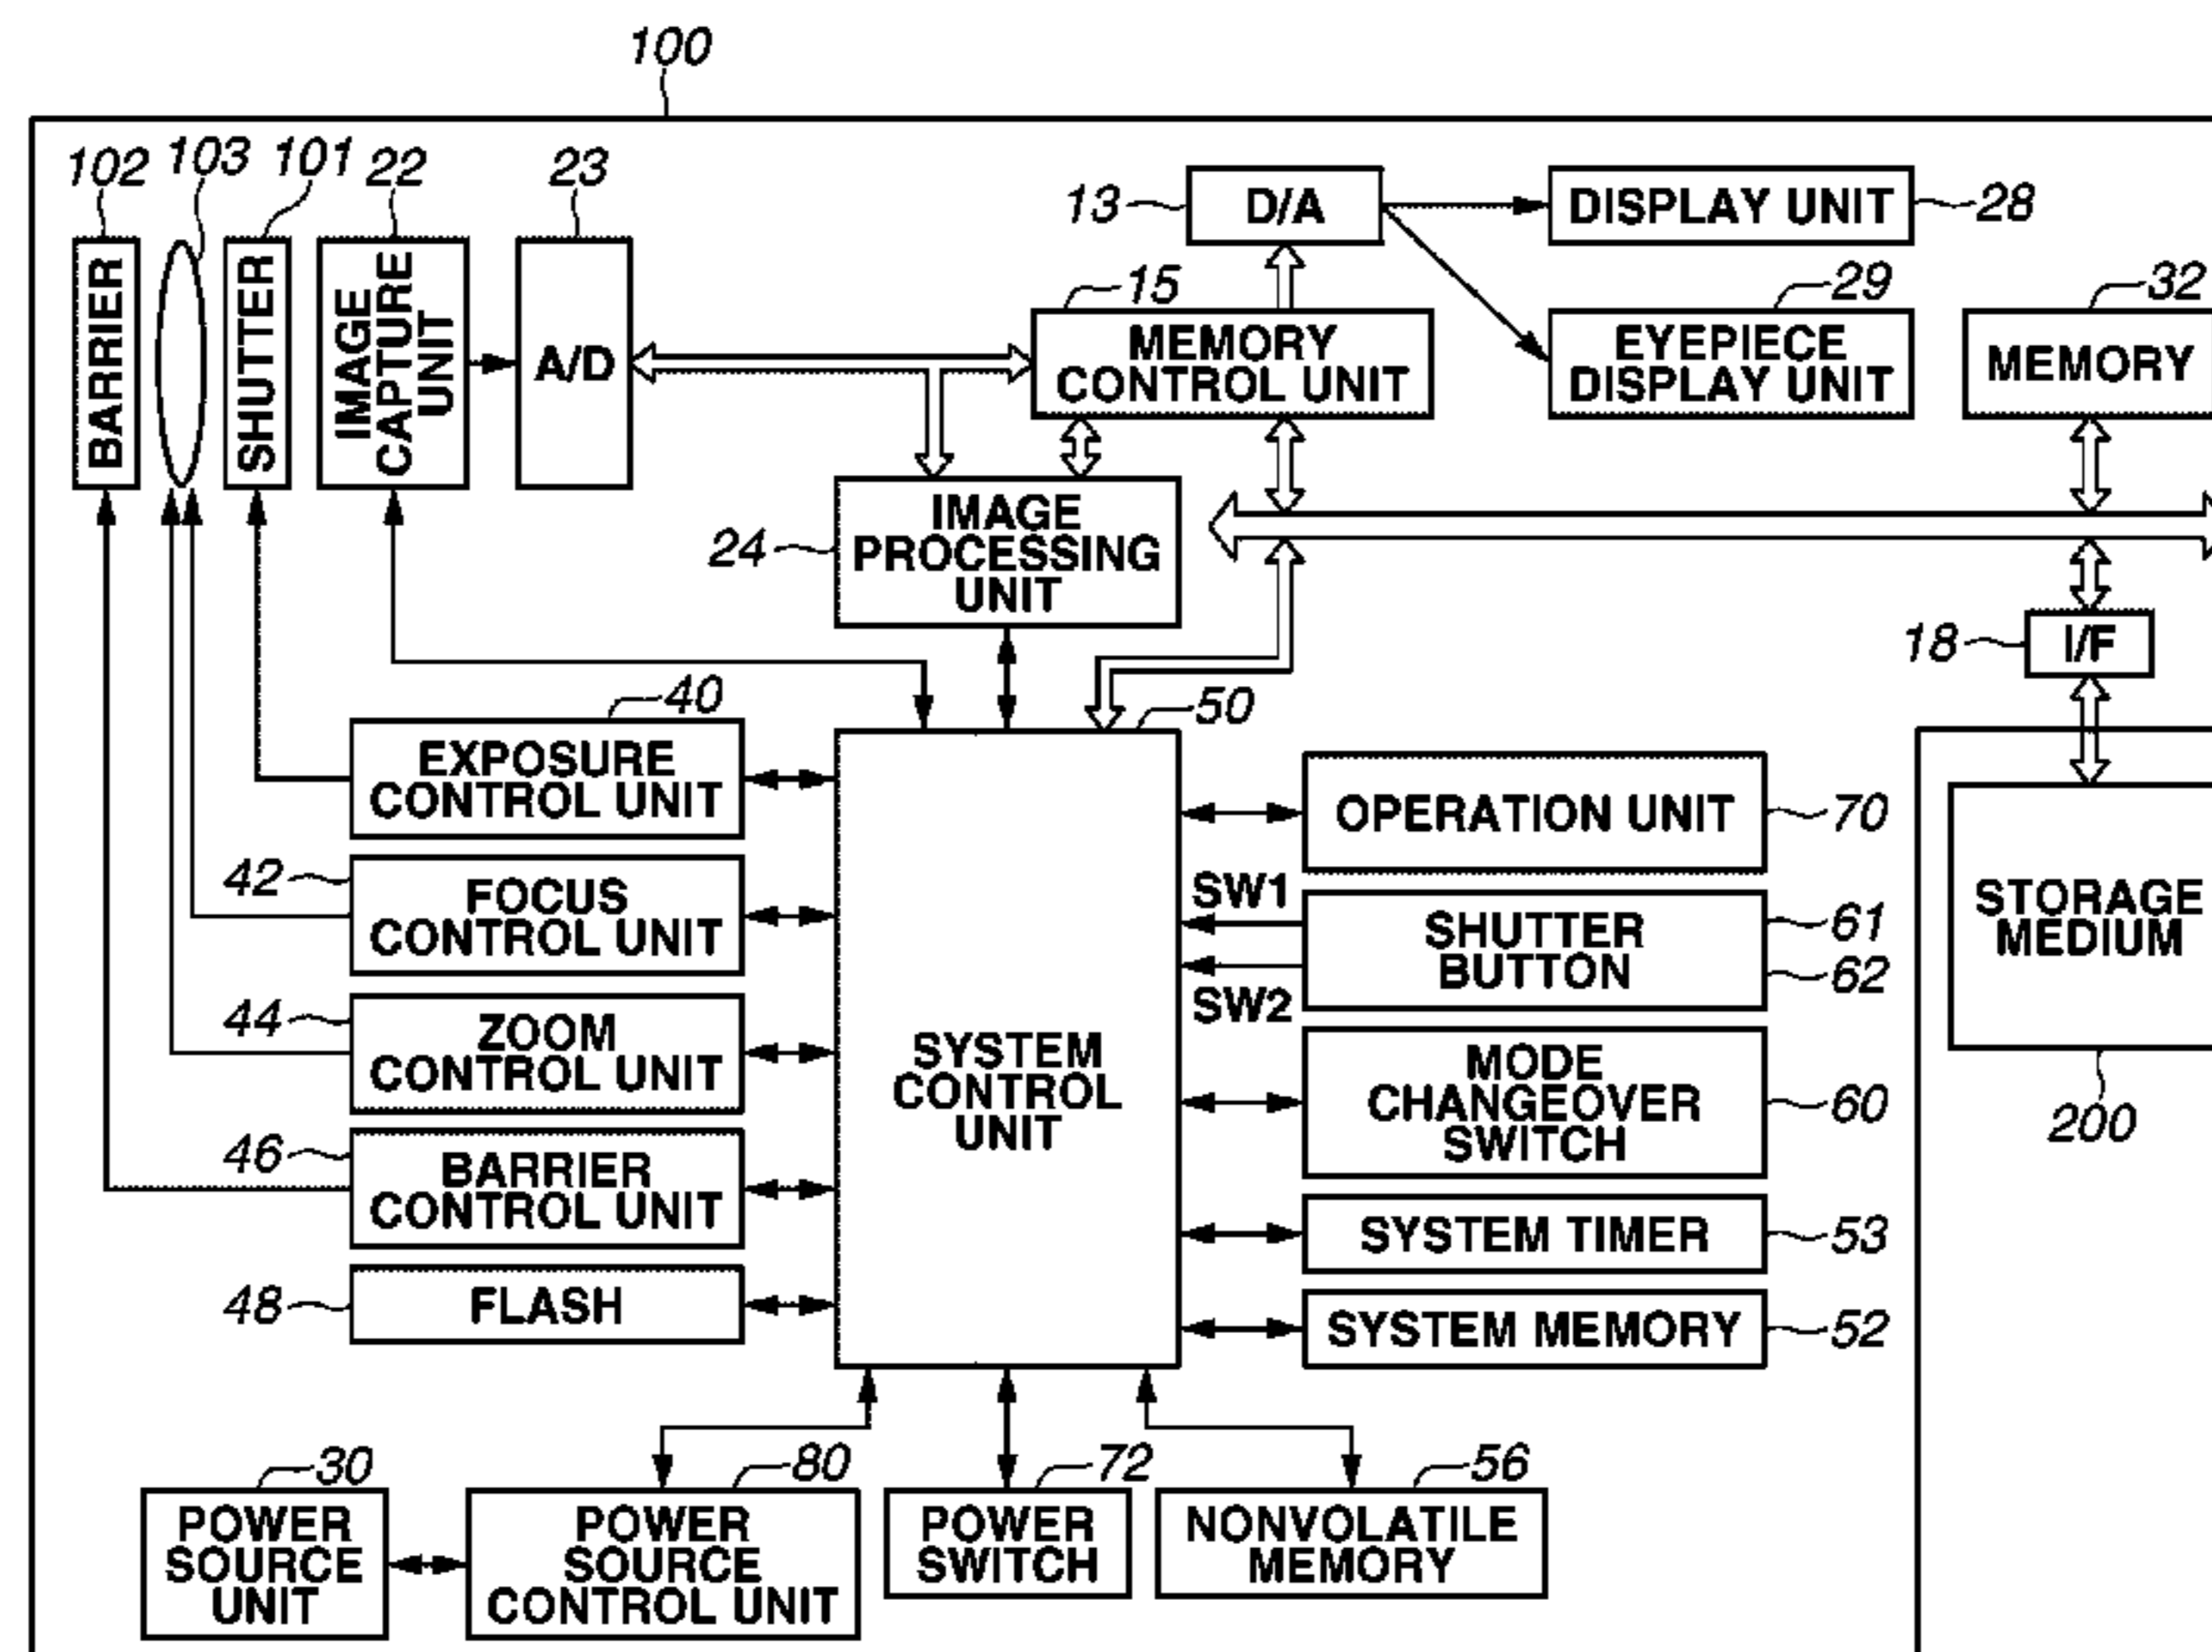 100
102
103
101
22
23
13
D/A
DISPLAY UNIT
28
15
29
32
BARRIER
SHUTTER
IMAGE
CAPTURE
UNIT
A/D
MEMORY
CONTROL UNIT
EYEPIECE
DISPLAY UNIT
MEMORY
24
IMAGE
PROCESSING
UNIT
18
I/F
40
50
EXPOSURE
CONTROL UNIT
OPERATION UNIT
70
42
FOCUS
CONTROL UNIT
SW1
SHUTTER
BUTTON
61
62
SW2
STORAGE
MEDIUM
200
44
ZOOM
CONTROL UNIT
SYSTEM
CONTROL
UNIT
MODE
CHANGEOVER
SWITCH
60
46
BARRIER
CONTROL UNIT
SYSTEM TIMER
53
48
FLASH
SYSTEM MEMORY
52
30
80
72
56
POWER
SOURCE
UNIT
POWER
SOURCE
CONTROL UNIT
POWER
SWITCH
NONVOLATILE
MEMORY